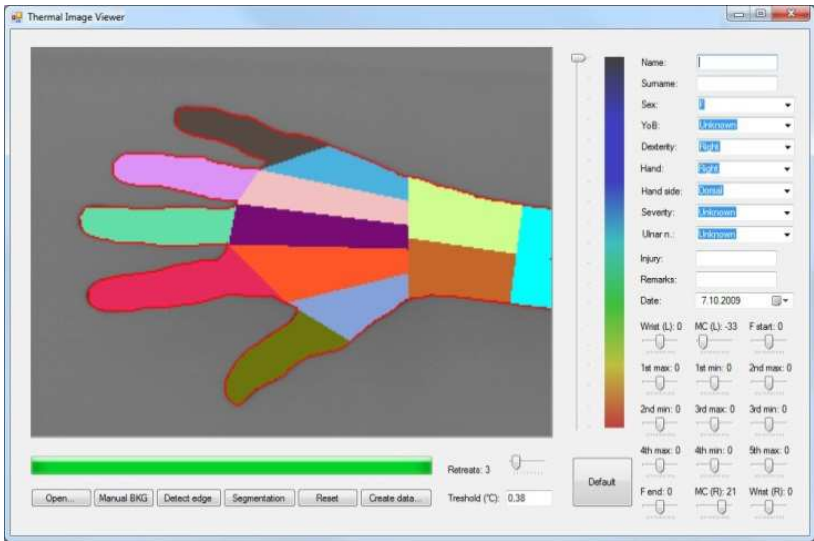 Thermal Image Viewer
Name:
Surname:
Sex: F
YoB: Unknown
Dexterity: Right
Hand: Right
Hand side: Dorsal
Severity: Unknown
Ulnar n.: Unknown
Injury:
Remarks:
Date: 7.10.2009
Wrist (L): 0 MC (L): -33 F start: 0
1st max: 0 1st min: 0 2nd max: 0
2nd min: 0 3rd max: 0 3rd min: 0
4th max: 0 4th min: 0 5th max: 0
F end: 0 MC (R): 21 Wrist (R): 0
Retreats: 3
Default
Open... Manual BKG Detect edge Segmentation Reset Create data... Treshold (°C): 0.38